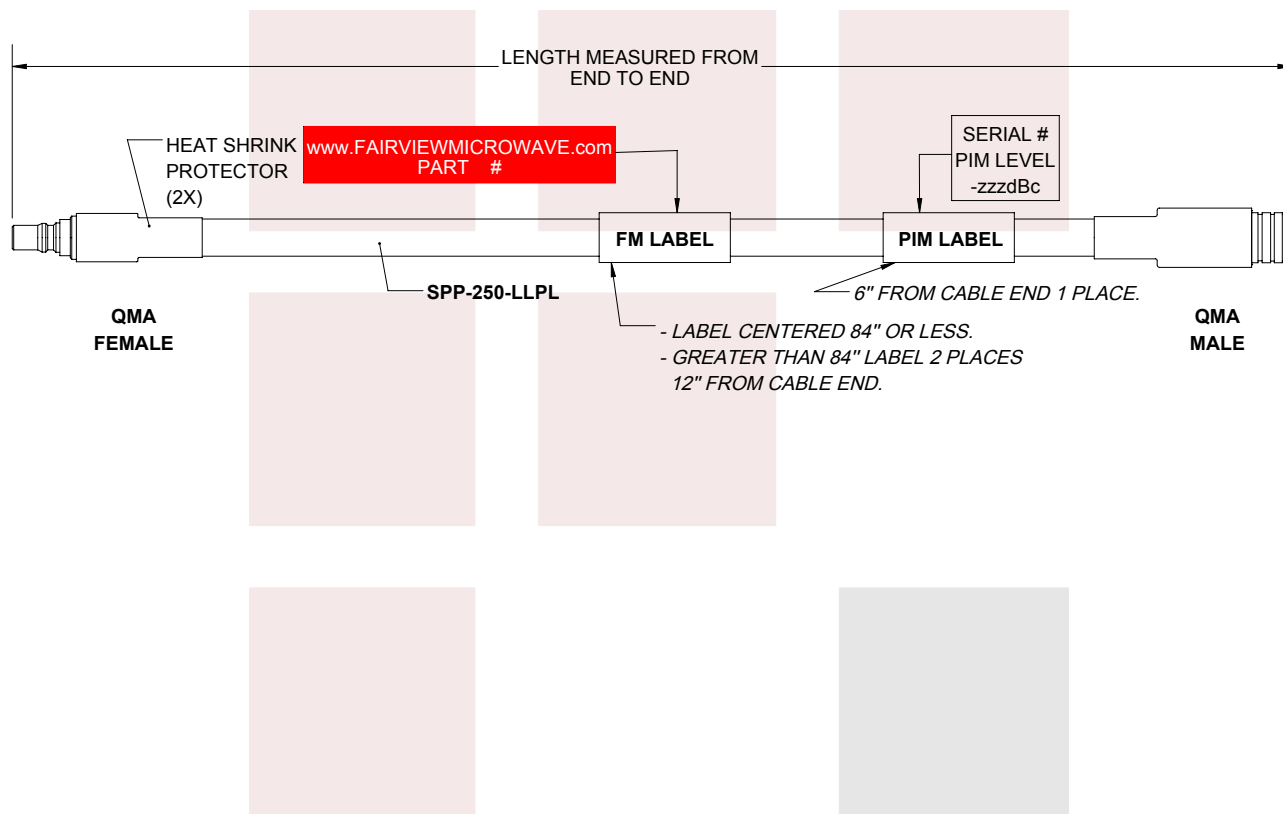 LENGTH MEASURED FROM
END TO END
HEAT SHRINK
PROTECTOR
(2X)
www.FAIRVIEWMICROWAVE.com
PART #
SERIAL #
PIM LEVEL
-zzzdBc
FM LABEL
PIM LABEL
SPP-250-LLPL
6" FROM CABLE END 1 PLACE.
QMA
FEMALE
- LABEL CENTERED 84" OR LESS.
- GREATER THAN 84" LABEL 2 PLACES
12" FROM CABLE END.
QMA
MALE